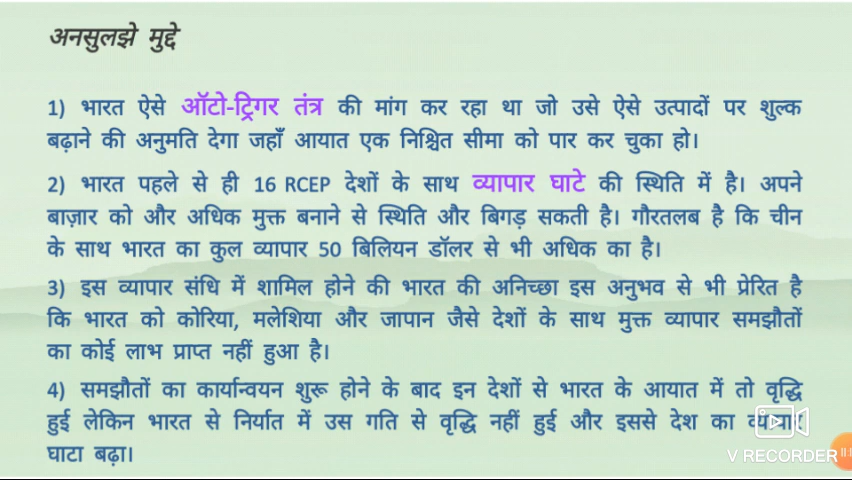 अनसुलझे मुद्दे
1) भारत ऐसे ऑटो-ट्रिगर तंत्र की मांग कर रहा था जो उसे ऐसे उत्पादों पर शुल्क
बढ़ाने की अनुमति देगा जहाँ आयात एक निश्चित सीमा को पार कर चुका हो।
2) भारत पहले से ही 16 RCEP देशों के साथ व्यापार घाटे की स्थिति में है। अपने
बाज़ार को और अधिक मुक्त बनाने से स्थिति और बिगड़ सकती है। गौरतलब है कि चीन
के साथ भारत का कुल व्यापार 50 बिलियन डॉलर से भी अधिक का है।
3) इस व्यापार संधि में शामिल होने की भारत की अनिच्छा इस अनुभव से भी प्रेरित है
कि भारत को कोरिया, मलेशिया और जापान जैसे देशों के साथ मुक्त व्यापार समझौतों
का कोई लाभ प्राप्त नहीं हुआ है।
4) समझौतों का कार्यान्वयन शुरू होने के बाद इन देशों से भारत के आयात में तो वृद्धि
हुई लेकिन भारत से निर्यात में उस गति से वृद्धि नहीं हुई और इससे देश का व्यापार
घाटा बढ़ा।
V RECORDER